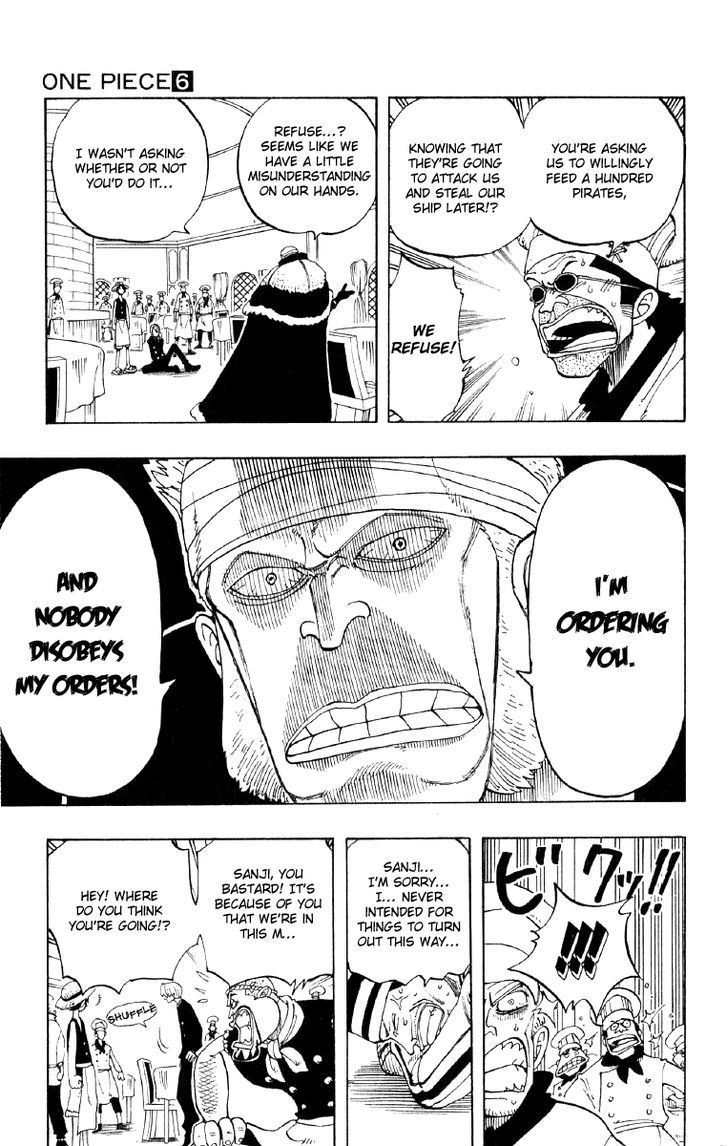 ONE PIECE 6
YOU'RE ASKING
US TO WILLINGLY
FEED A HUNDRED
PIRATES,
KNOWING THAT
THEY'RE GOING
TO ATTACK US
AND STEAL OUR
SHIP LATER!?
WE
REFUSE!
REFUSE...?
SEEMS LIKE WE
HAVE A LITTLE
MISUNDERSTANDING
ON OUR HANDS.
I WASN'T ASKING
WHETHER OR NOT
YOU'D DO IT...
I'M
ORDERING
YOU.
AND
NOBODY
DISOBEYS
MY ORDERS!
ビクッ!!
!!!
SANJI...
I'M SORRY...
I... NEVER
INTENDED FOR
THINGS TO TURN
OUT THIS WAY...
SANJI, YOU
BASTARD! IT'S
BECAUSE OF YOU
THAT WE'RE IN
THIS M...
HEY! WHERE
DO YOU THINK
YOU'RE GOING!?
SHUFFLE